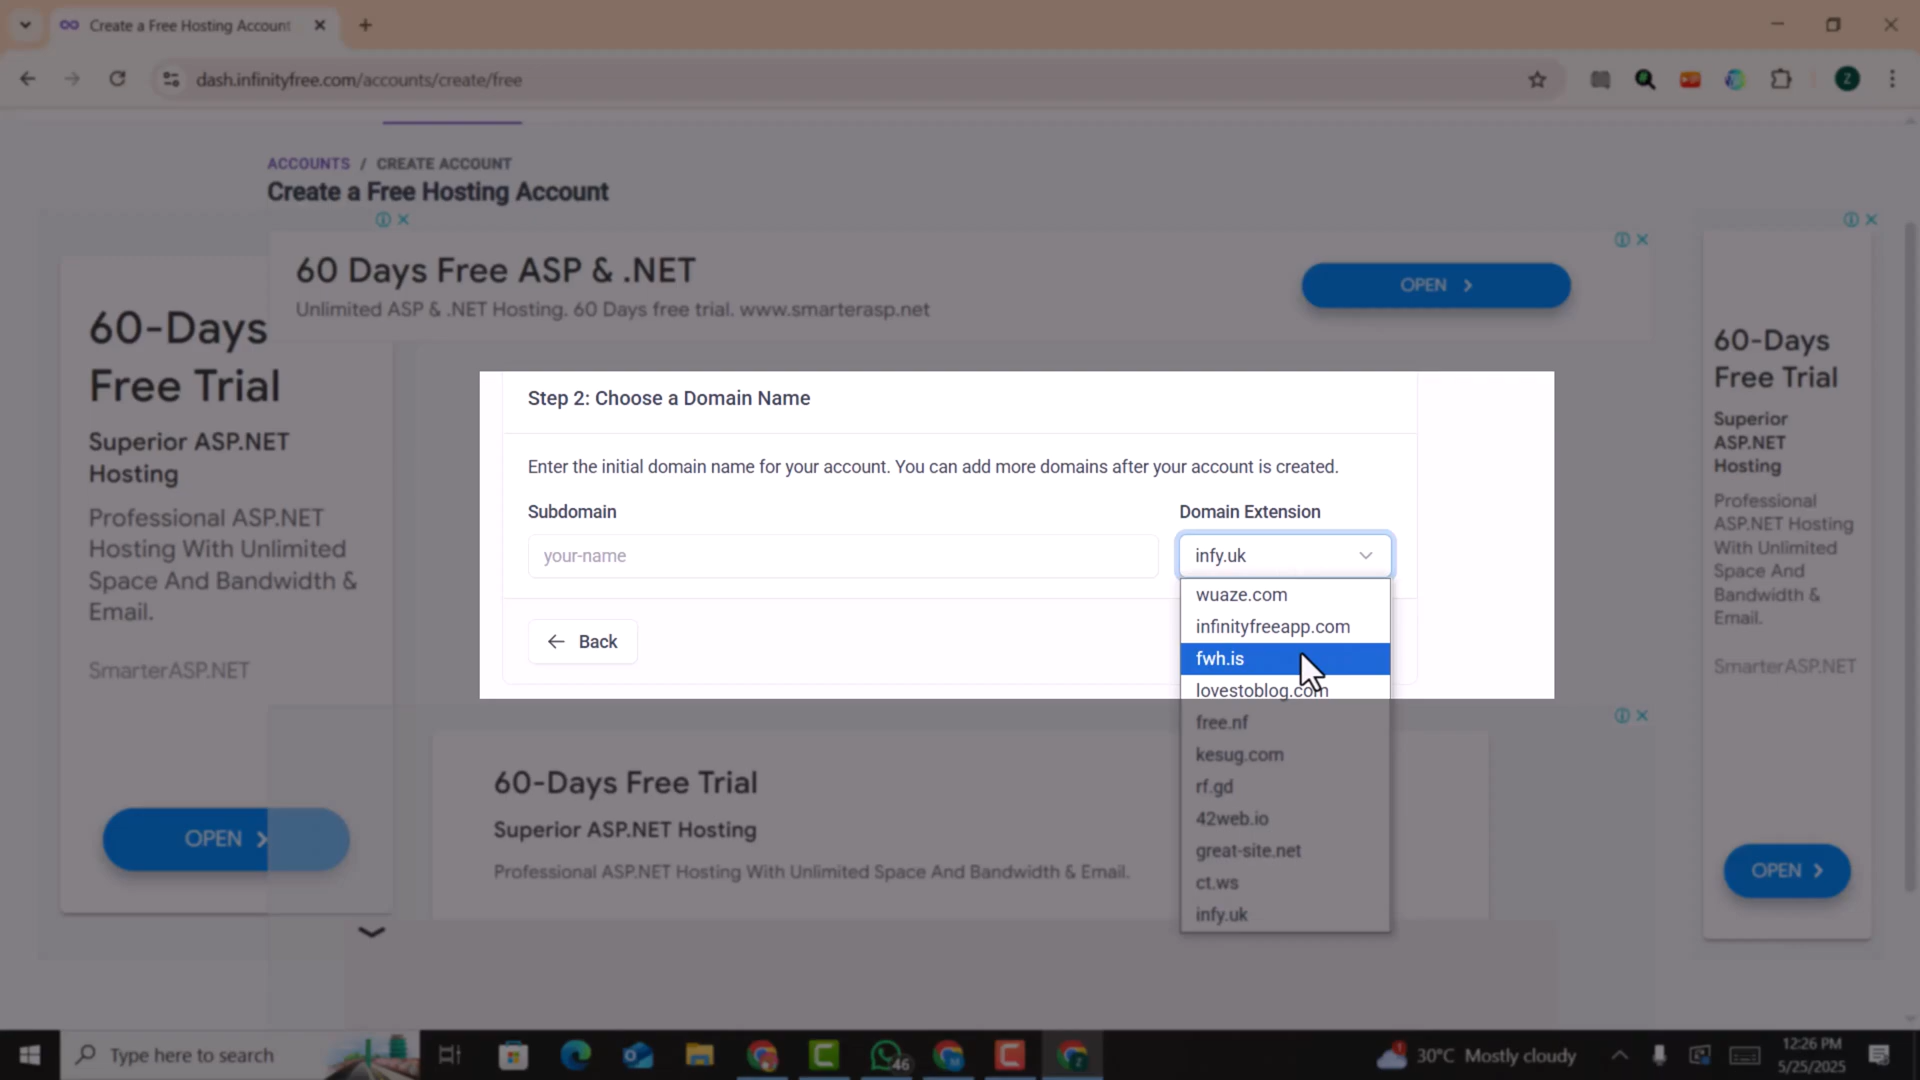 Create a Free Hosting Account
dash.infinityfree.com/accounts/create/free
Z
ACCOUNTS / CREATE ACCOUNT
Create a Free Hosting Account
60 Days Free ASP & .NET
Unlimited ASP & .NET Hosting. 60 Days free trial. www.smarterasp.net
OPEN
60-Days
Free Trial
Superior ASP.NET
Hosting
Professional ASP.NET
Hosting With Unlimited
Space And Bandwidth &
Email.
SmarterASP.NET
OPEN
Step 2: Choose a Domain Name
Enter the initial domain name for your account. You can add more domains after your account is created.
Subdomain
Domain Extension
your-name
infy.uk
wuaze.com
infinityfreeapp.com
fwh.is
lovestoblog.com
free.nf
kesug.com
rf.gd
42web.io
great-site.net
ct.ws
infy.uk
Back
60-Days Free Trial
Superior ASP.NET Hosting
Professional ASP.NET Hosting With Unlimited Space And Bandwidth & Email.
60-Days
Free Trial
Superior
ASP.NET
Hosting
Professional
ASP.NET Hosting
With Unlimited
Space And
Bandwidth &
Email.
SmarterASP.NET
OPEN
Type here to search
46
1
30°C Mostly cloudy
12:26 PM
5/25/2025